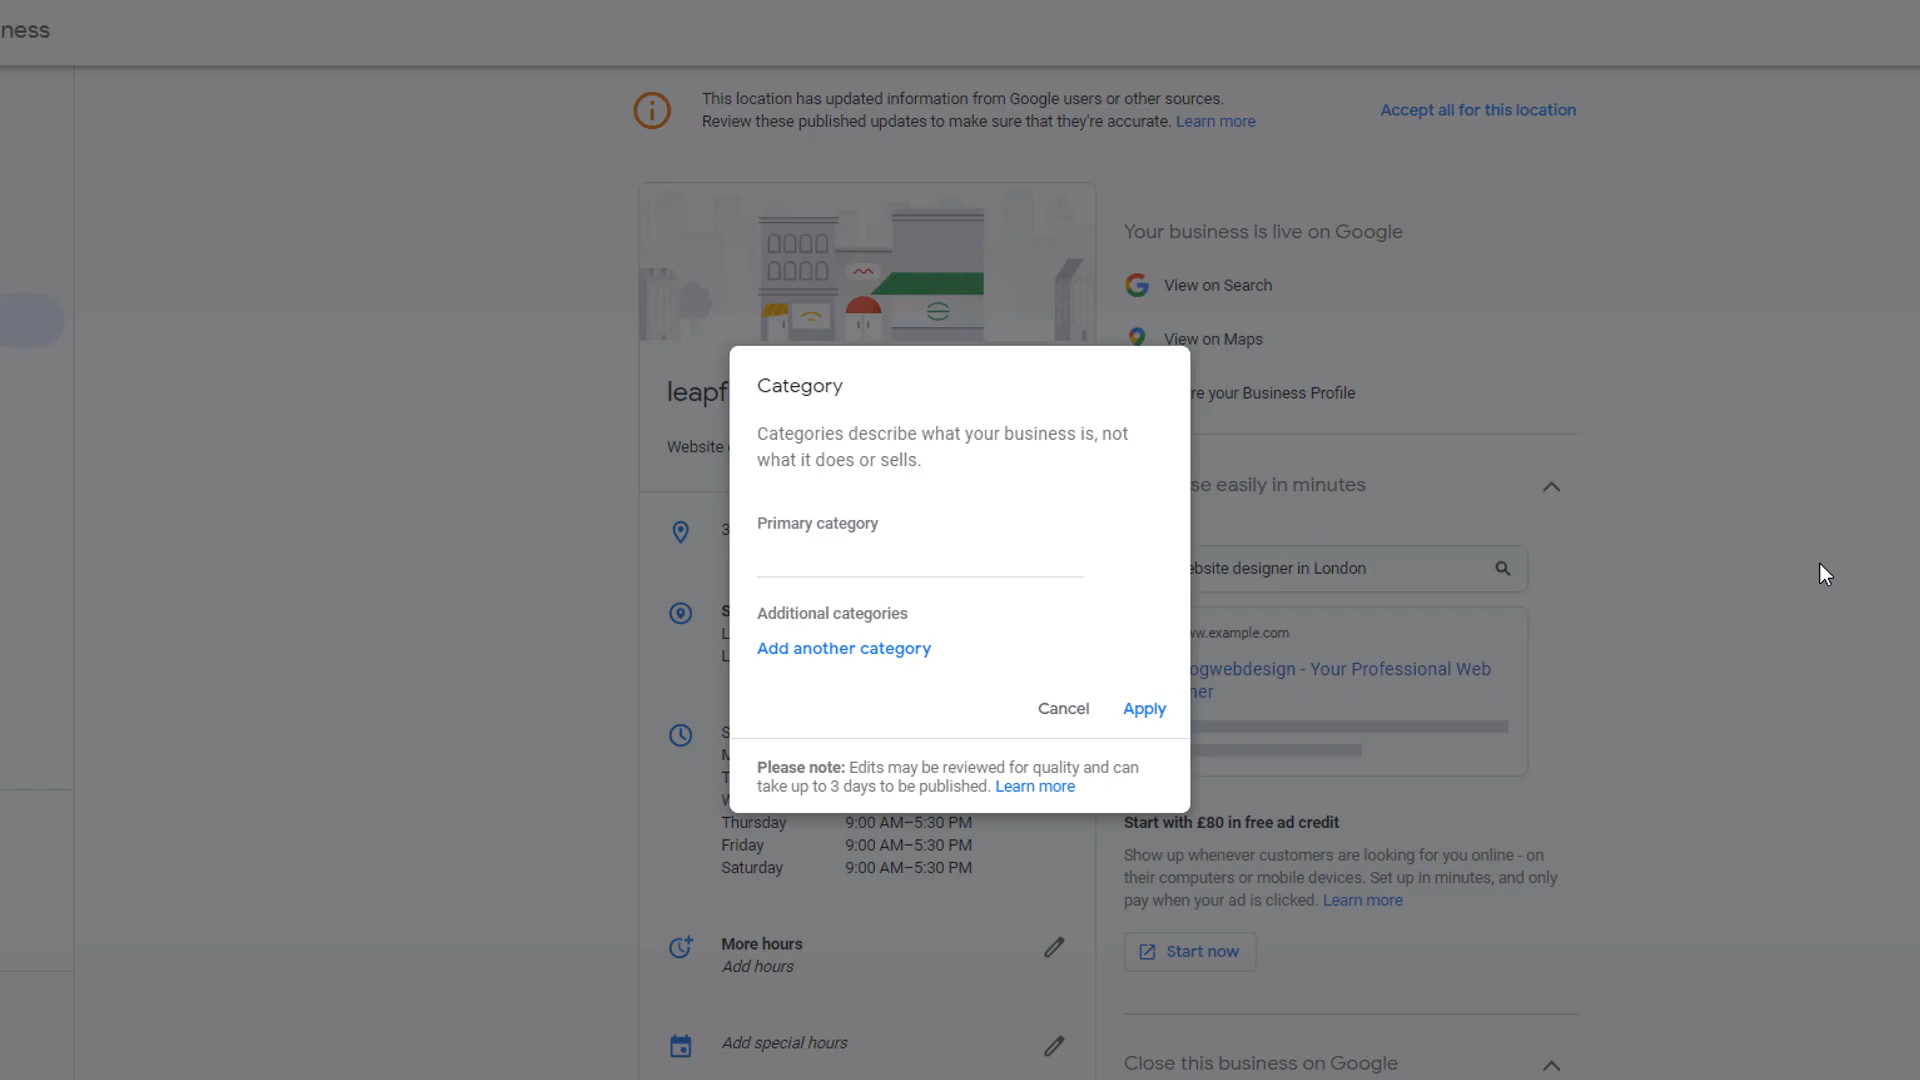 ness
This location has updated information from Google users or other sources.
Review these published updates to make sure that they're accurate. Learn more
Accept all for this location
Your business is live on Google
View on Search
View on Maps
re your Business Profile
leapf
Website
Category
Categories describe what your business is, not
what it does or sells.
Primary category
Additional categories
Add another category
Cancel
Apply
Please note: Edits may be reviewed for quality and can
take up to 3 days to be published. Learn more
3
S
L
L
S
M
T
W
Thursday 9:00 AM–5:30 PM
Friday 9:00 AM–5:30 PM
Saturday 9:00 AM–5:30 PM
More hours
Add hours
Add special hours
se easily in minutes
ebsite designer in London
ww.example.com
ogwebdesign - Your Professional Web
ner
Start with £80 in free ad credit
Show up whenever customers are looking for you online - on
their computers or mobile devices. Set up in minutes, and only
pay when your ad is clicked. Learn more
Start now
Close this business on Google